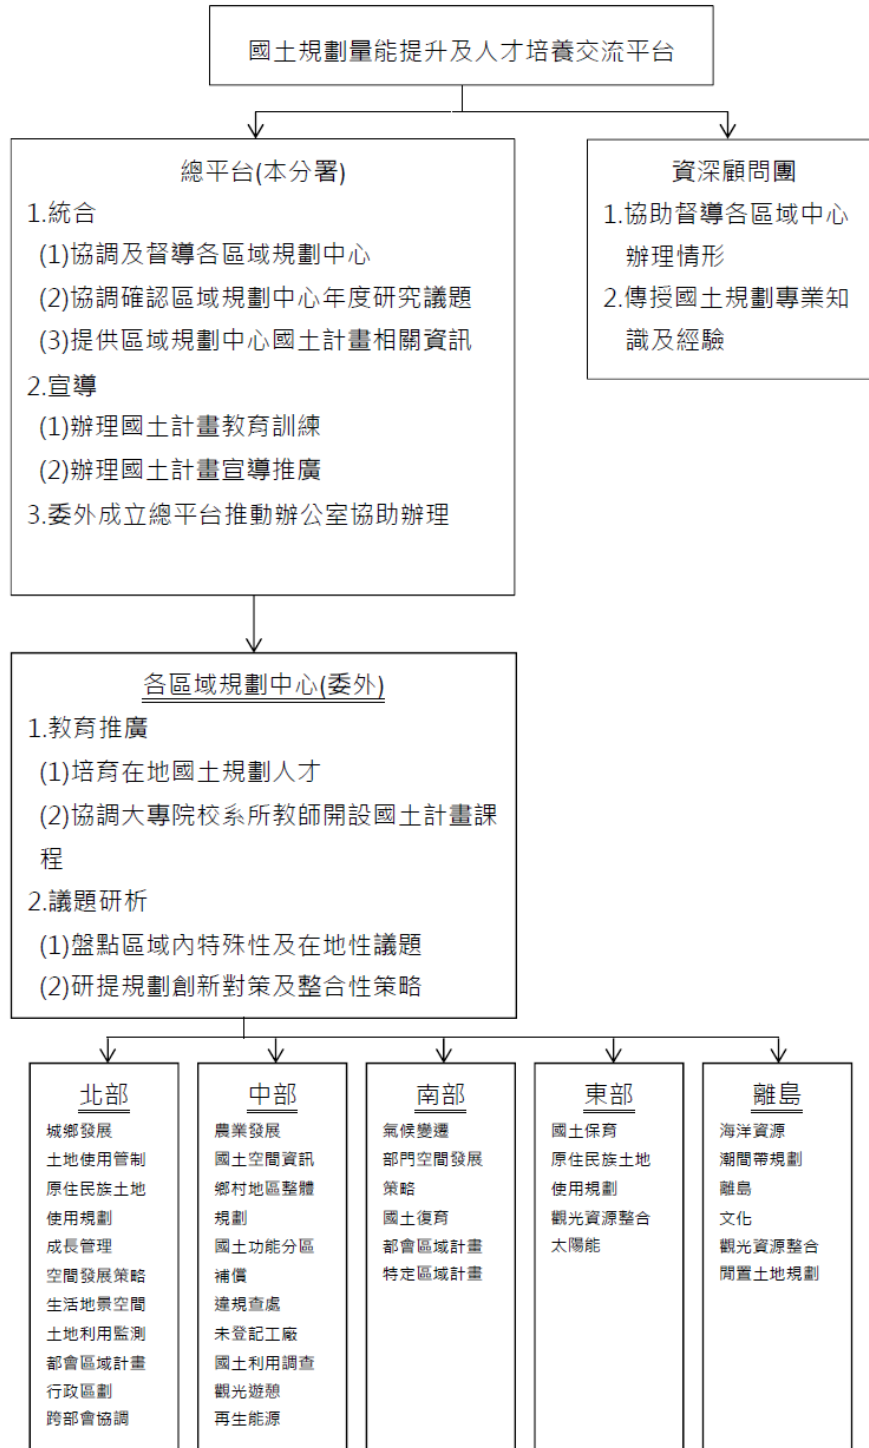 國土規劃量能提升及人才培養交流平台
總平台(本分署)
1.統合
(1)協調及督導各區域規劃中心
(2)協調確認區域規劃中心年度研究議題
(3)提供區域規劃中心國土計畫相關資訊
2.宣導
(1)辦理國土計畫教育訓練
(2)辦理國土計畫宣導推廣
3.委外成立總平台推動辦公室協助辦理
資深顧問團
1.協助督導各區域中心
辦理情形
2.傳授國土規劃專業知
識及經驗
各區域規劃中心(委外)
1.教育推廣
(1)培育在地國土規劃人才
(2)協調大專院校系所教師開設國土計畫課
程
2.議題研析
(1)盤點區域內特殊性及在地性議題
(2)研提規劃創新對策及整合性策略
北部
城鄉發展
土地使用管制
原住民族土地
使用規劃
成長管理
空間發展策略
生活地景空間
土地利用監測
都會區域計畫
行政區劃
跨部會協調
中部
農業發展
國土空間資訊
鄉村地區整體
規劃
國土功能分區
補償
違規查處
未登記工廠
國土利用調查
觀光遊憩
再生能源
南部
氣候變遷
部門空間發展
策略
國土復育
都會區域計畫
特定區域計畫
東部
國土保育
原住民族土地
使用規劃
觀光資源整合
太陽能
離島
海洋資源
潮間帶規劃
離島
文化
觀光資源整合
閒置土地規劃